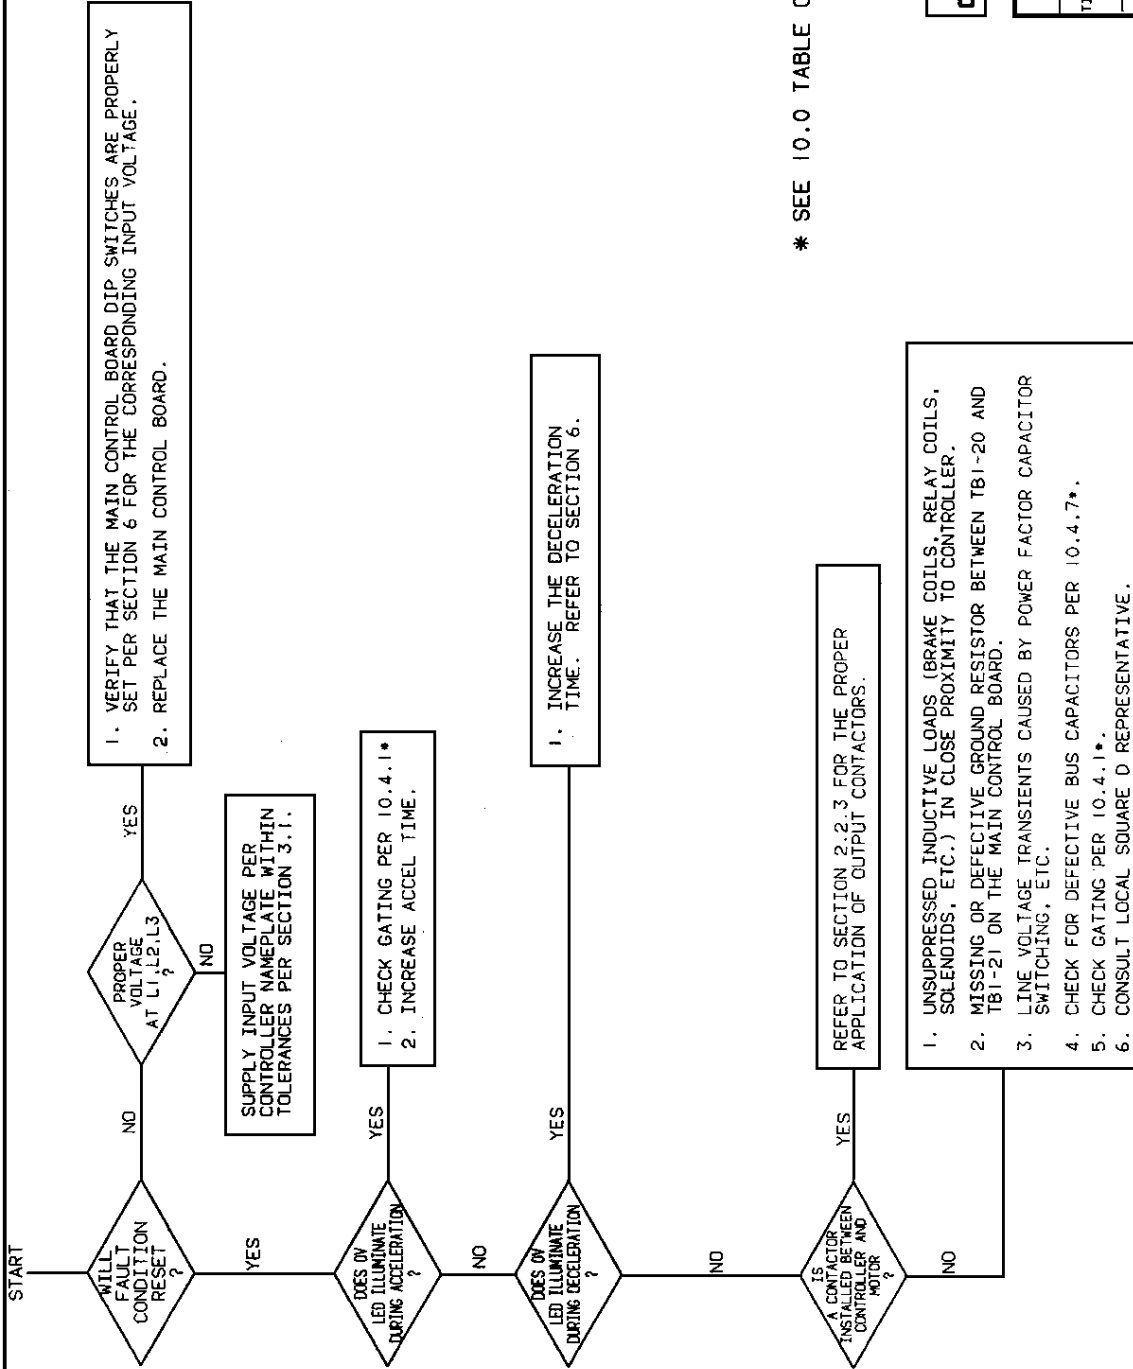 START
WILL
FAULT
CONDITION
RESET
?
NO
PROPER
VOLTAGE
AT L1,L2,L3
?
YES
1. VERIFY THAT THE MAIN CONTROL BOARD DIP SWITCHES ARE PROPERLY
SET PER SECTION 6 FOR THE CORRESPONDING INPUT VOLTAGE.
2. REPLACE THE MAIN CONTROL BOARD.
NO
SUPPLY INPUT VOLTAGE PER
CONTROLLER NAMEPLATE WITHIN
TOLERANCES PER SECTION 3.1.
YES
DOES OV
LED ILLUMINATE
DURING ACCELERATION
?
YES
1. CHECK GATING PER 10.4.1*
2. INCREASE ACCEL TIME.
NO
DOES OV
LED ILLUMINATE
DURING DECELERATION
?
YES
1. INCREASE THE DECELERATION
TIME. REFER TO SECTION 6.
NO
IS
A CONTACTOR
INSTALLED BETWEEN
CONTROLLER AND
MOTOR
?
YES
REFER TO SECTION 2.2.3 FOR THE PROPER
APPLICATION OF OUTPUT CONTACTORS.
NO
1. UNSUPPRESSED INDUCTIVE LOADS (BRAKE COILS, RELAY COILS,
SOLENOIDS, ETC.) IN CLOSE PROXIMITY TO CONTROLLER.
2. MISSING OR DEFECTIVE GROUND RESISTOR BETWEEN TB1-20 AND
TB1-21 ON THE MAIN CONTROL BOARD.
3. LINE VOLTAGE TRANSIENTS CAUSED BY POWER FACTOR CAPACITOR
SWITCHING, ETC.
4. CHECK FOR DEFECTIVE BUS CAPACITORS PER 10.4.7*.
5. CHECK GATING PER 10.4.1*.
6. CONSULT LOCAL SQUARE D REPRESENTATIVE.
* SEE 10.0 TABLE